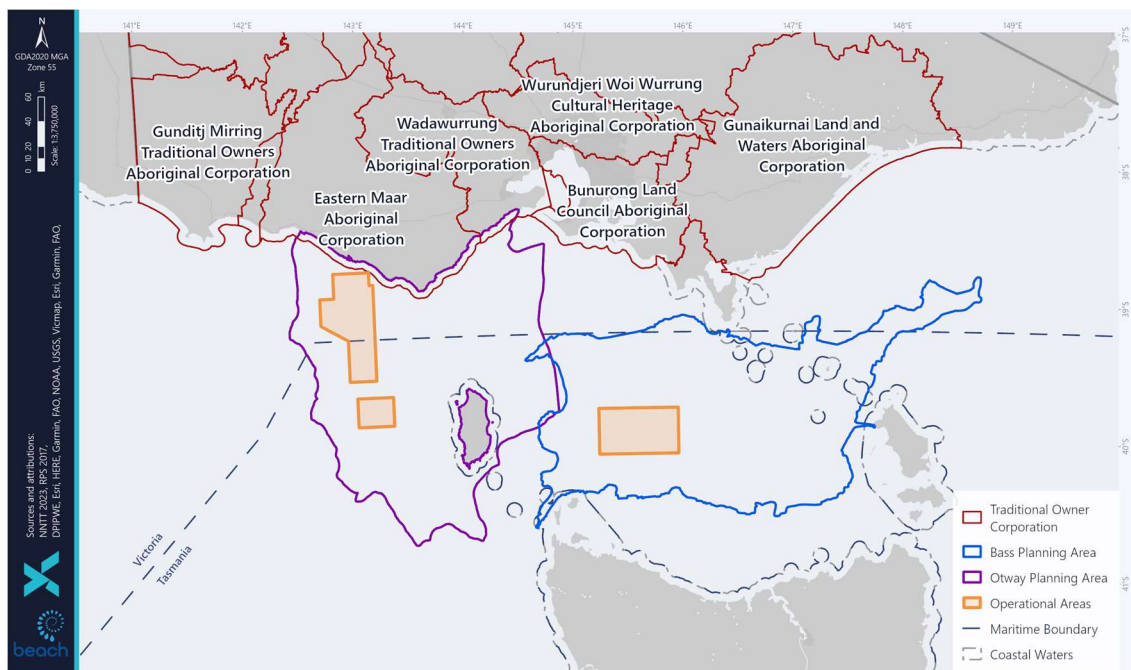 N
GDA2020 MGA
Zone 55
0 10 20 40 60
km
Scale: 1:3,750,000
Sources and attributions:
NNTT 2023, RPS 2017,
DPIPWE, Esri, HERE, Garmin, FAO, NOAA, USGS, Vicmap, Esri, Garmin, FAO,
beach
141°E 142°E 143°E 144°E 145°E 146°E 147°E 148°E 149°E
37°S
38°S
39°S
40°S
41°S
Gunditj Mirring
Traditional Owners
Aboriginal Corporation
Eastern Maar
Aboriginal
Corporation
Wadawurrung
Traditional Owners
Aboriginal Corporation
Wurundjeri Woi Wurrung
Cultural Heritage
Aboriginal Corporation
Bunurong Land
Council Aboriginal
Corporation
Gunaikurnai Land and
Waters Aboriginal
Corporation
Victoria
Tasmania
Traditional Owner
Corporation
Bass Planning Area
Otway Planning Area
Operational Areas
Maritime Boundary
Coastal Waters